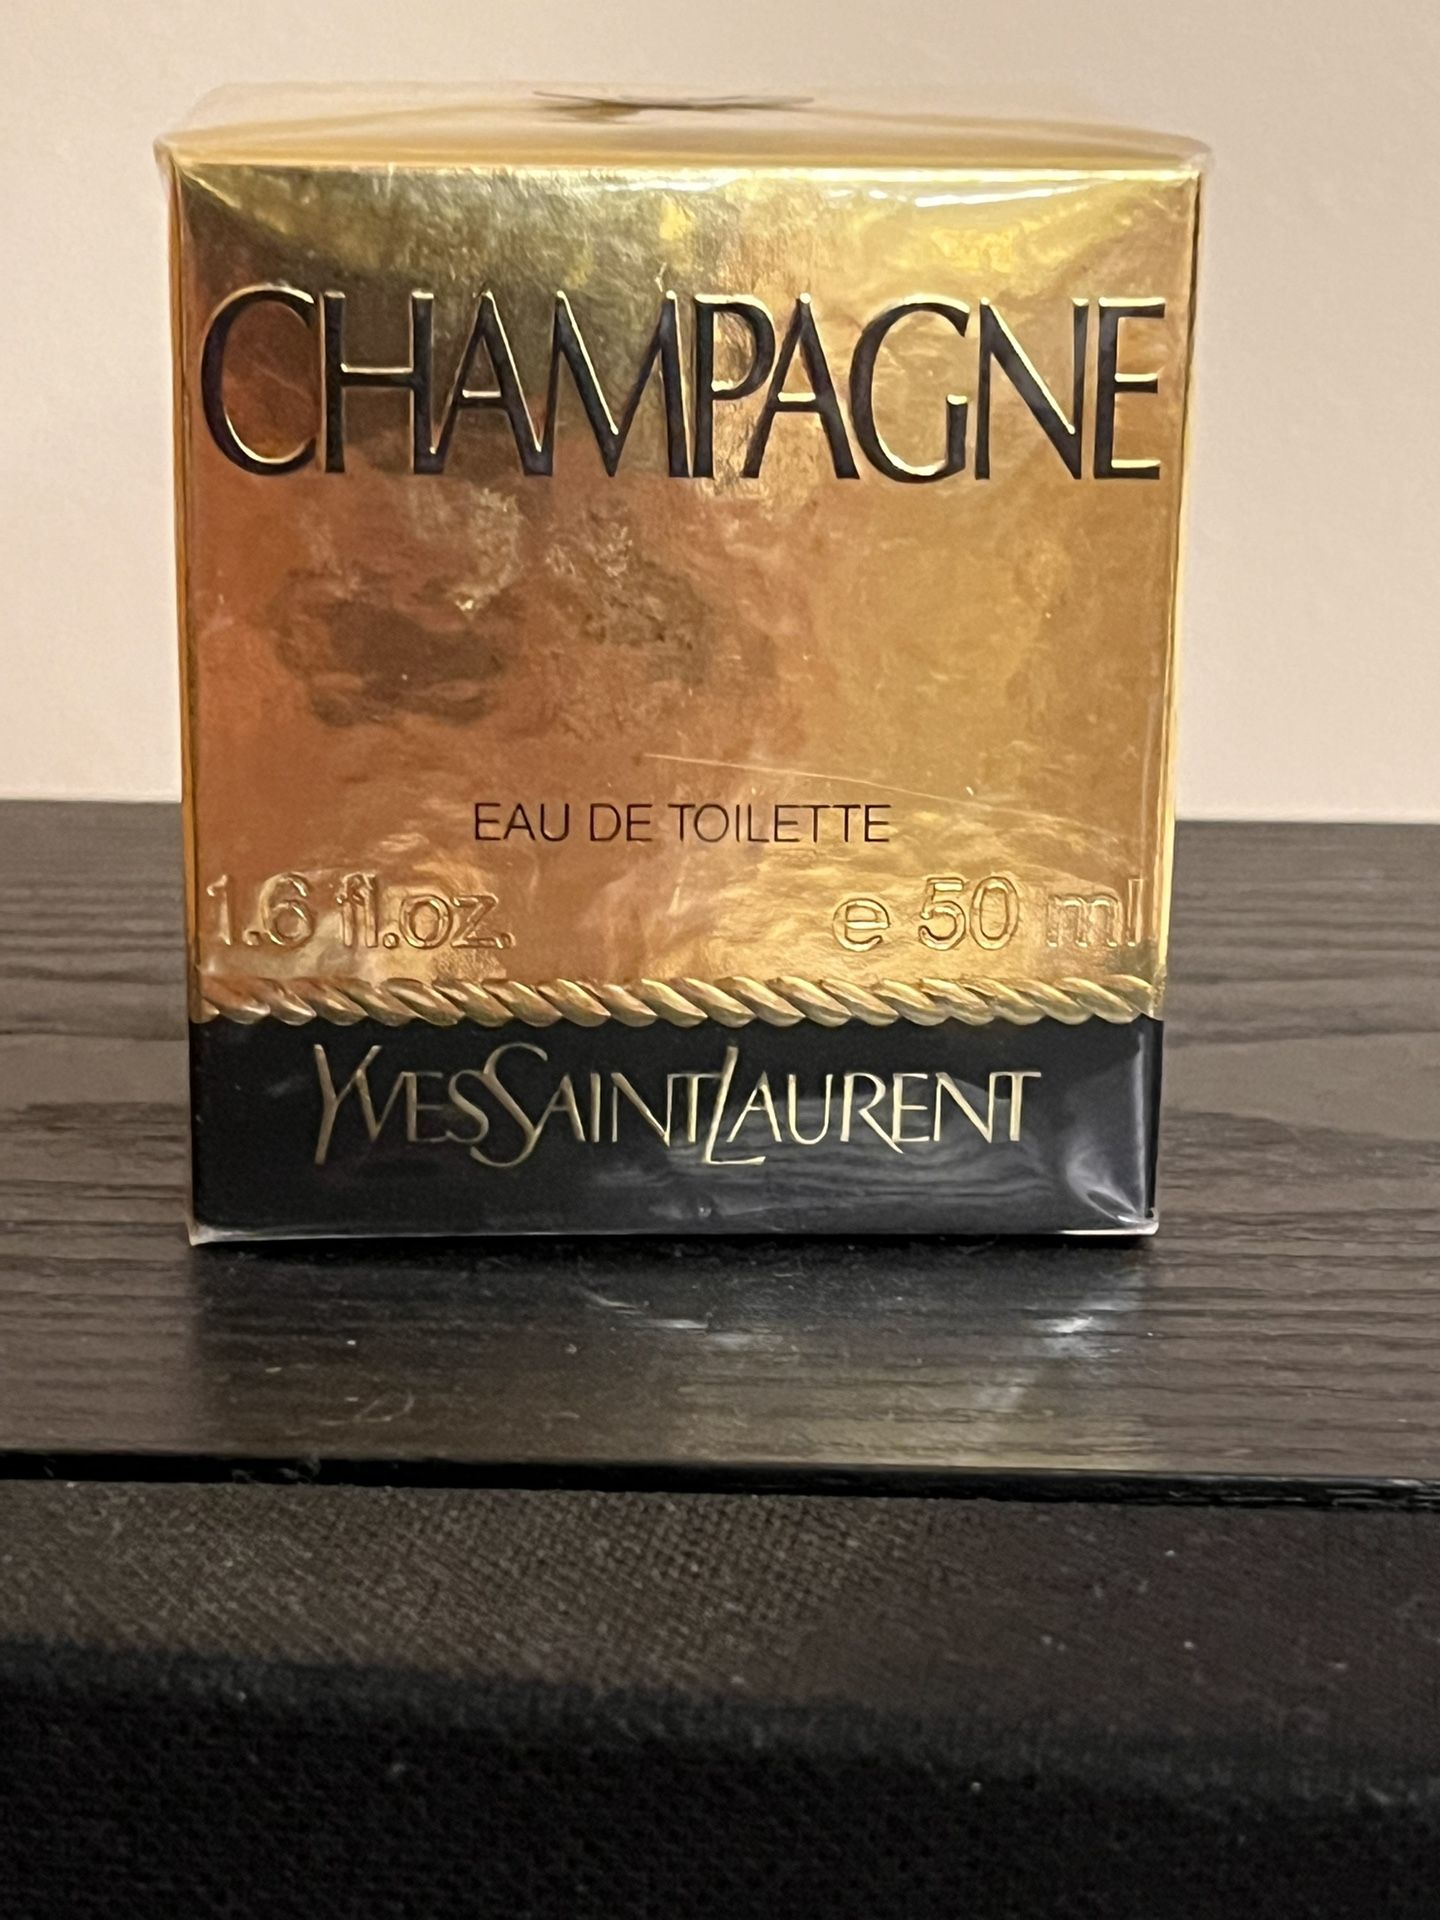 CHAMPAGNE
EAU DE TOILETTE
1.6 fl.oz. e 50 ml
YVESSAINTLAURENT